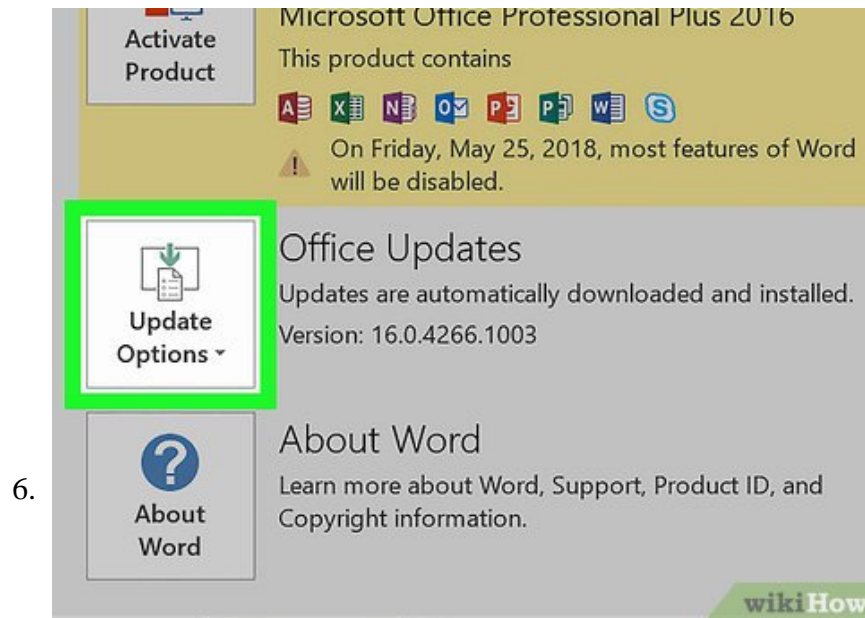 Microsoft Office Professional Plus 2016
Activate
Product
This product contains
A X N O P P W S
On Friday, May 25, 2018, most features of Word
will be disabled.
Office Updates
Updates are automatically downloaded and installed.
Version: 16.0.4266.1003
Update
Options
About Word
Learn more about Word, Support, Product ID, and
Copyright information.
About
Word
6.
wikiHow